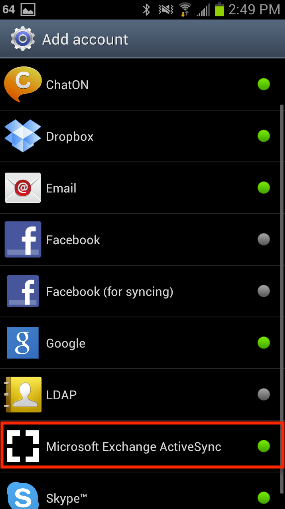 64 2:49 PM
Add account
ChatON
Dropbox
Email
Facebook
Facebook (for syncing)
Google
LDAP
Microsoft Exchange ActiveSync
Skype™